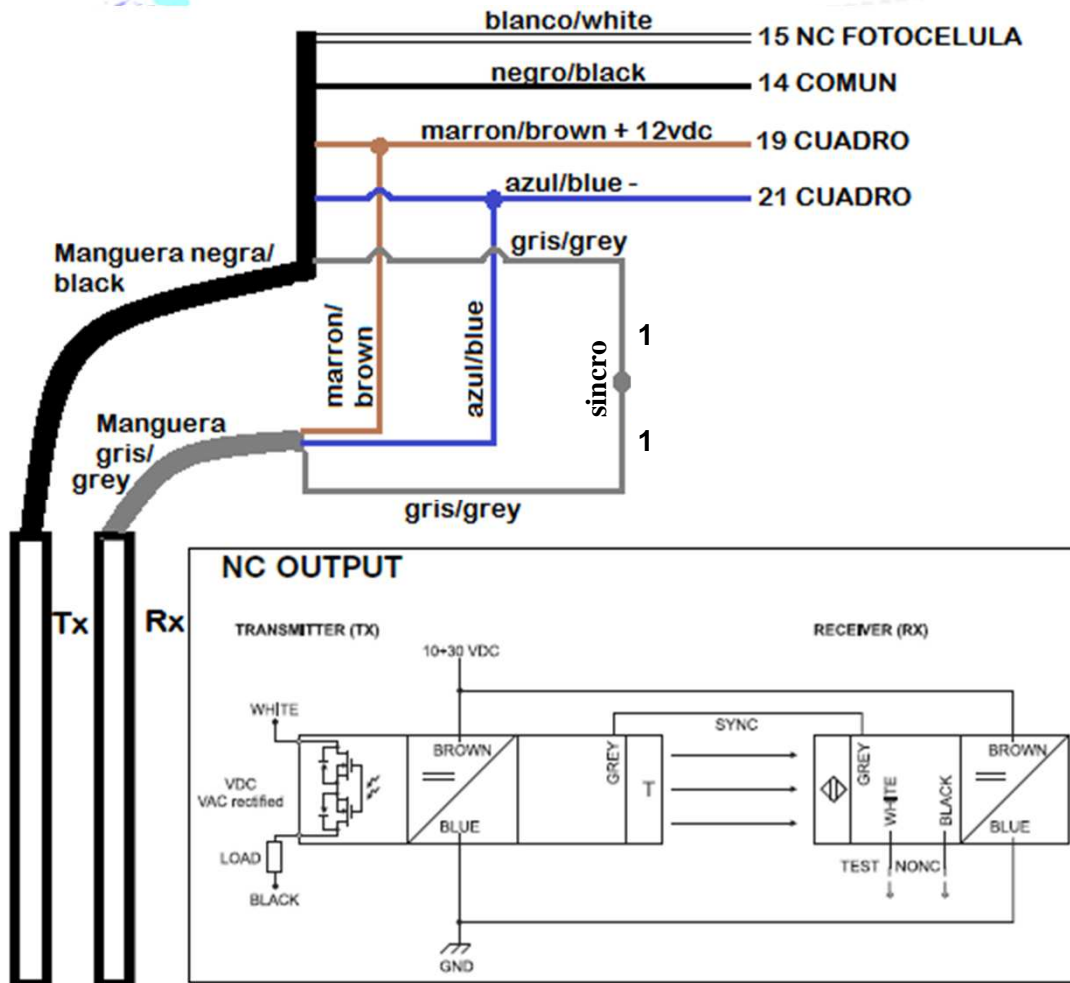 blanco/white
15 NC FOTOCELULA
negro/black
14 COMUN
marron/brown + 12vdc
19 CUADRO
azul/blue -
21 CUADRO
gris/grey
Manguera negra/
black
marron/
brown
azul/blue
sincro
1
1
Manguera
gris/
grey
gris/grey
Tx
Rx
NC OUTPUT
TRANSMITTER (TX)
RECEIVER (RX)
10+30 VDC
WHITE
SYNC
BROWN
GREY
GREY
WHITE
BLACK
BROWN
VDC
VAC rectified
T
BLUE
BLUE
LOAD
TEST
NONC
BLACK
GND